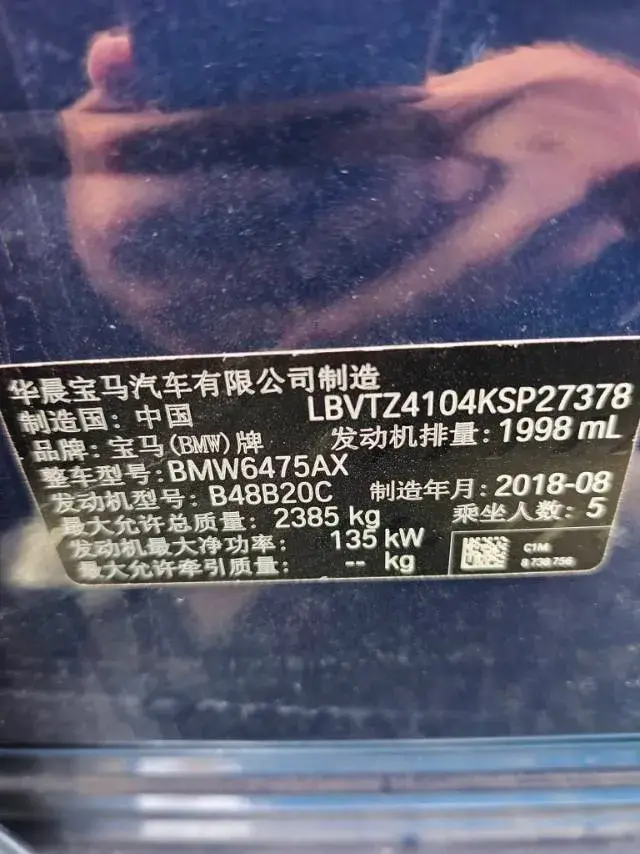 华晨宝马汽车有限公司制造
制造国: 中国 LBVTZ4104KSP27378
品牌: 宝马(BMW)牌 发动机排量: 1998 mL
整车型号: BMW6475AX
发动机型号: B48B20C 制造年月: 2018-08
最大允许总质量: 2385 kg 乘坐人数: 5
发动机最大净功率: 135 kW
最大允许牵引质量: -- kg
C1M
8 738 756